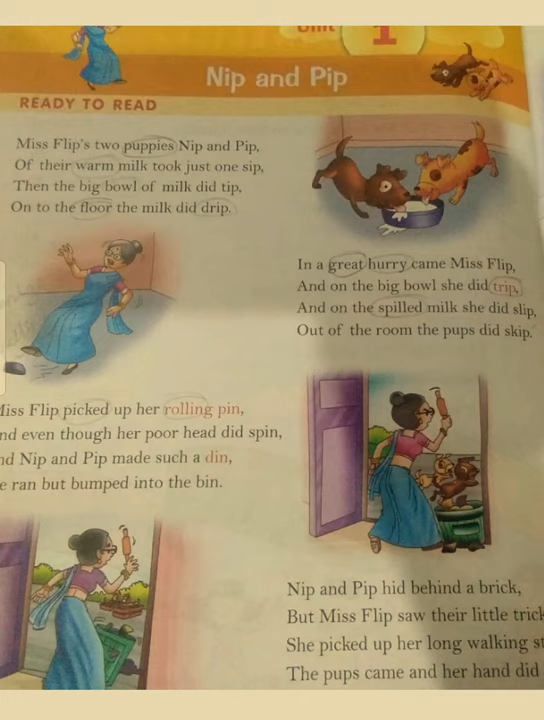 Unit 1
Nip and Pip
READY TO READ
Miss Flip's two puppies Nip and Pip,
Of their warm milk took just one sip,
Then the big bowl of milk did tip,
On to the floor the milk did drip.
In a great hurry came Miss Flip,
And on the big bowl she did trip,
And on the spilled milk she did slip,
Out of the room the pups did skip.
Miss Flip picked up her rolling pin,
nd even though her poor head did spin,
nd Nip and Pip made such a din,
e ran but bumped into the bin.
Nip and Pip hid behind a brick,
But Miss Flip saw their little trick
She picked up her long walking st
The pups came and her hand did